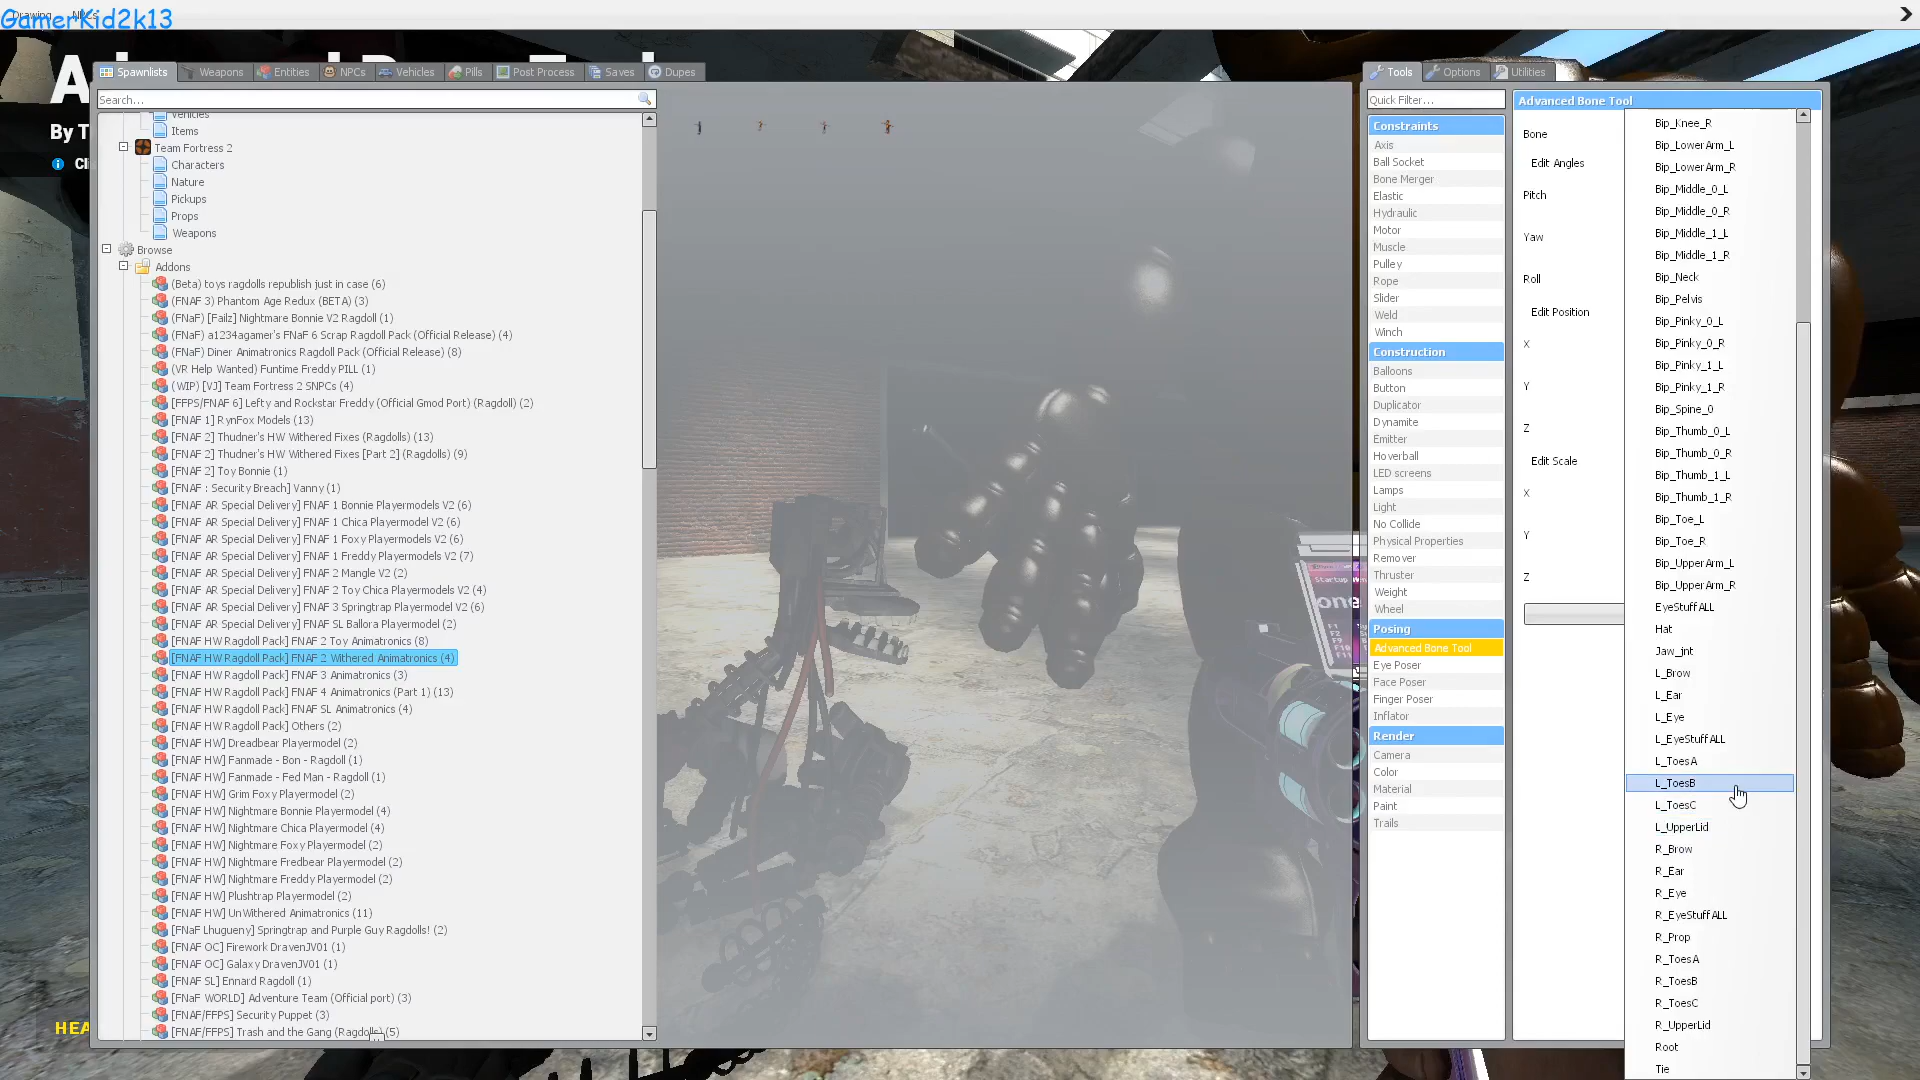 GamerKid2k13
Spawnlists
Weapons
Entities
NPCs
Vehicles
Pills
Post Process
Saves
Dupes
Tools
Options
Utilities
By T
Cli
HEA
Search...
Vehicles
Items
Team Fortress 2
Characters
Nature
Pickups
Props
Weapons
Browse
Addons
(Beta) toys ragdolls republish just in case (6)
(FNAF 3) Phantom Age Redux (BETA) (3)
(FNaF) [Failz] Nightmare Bonnie V2 Ragdoll (1)
(FNaF) a1234agamer's FNaF 6 Scrap Ragdoll Pack (Official Release) (4)
(FNaF) Diner Animatronics Ragdoll Pack (Official Release) (8)
(VR Help Wanted) Funtime Freddy PILL (1)
(WIP) [VJ] Team Fortress 2 SNPCs (4)
[FFPS/FNAF 6] Lefty and Rockstar Freddy (Official Gmod Port) (Ragdoll) (2)
[FNAF 1] RynFox Models (13)
[FNAF 2] Thudner's HW Withered Fixes (Ragdolls) (13)
[FNAF 2] Thudner's HW Withered Fixes [Part 2] (Ragdolls) (9)
[FNAF 2] Toy Bonnie (1)
[FNAF : Security Breach] Vanny (1)
[FNAF AR Special Delivery] FNAF 1 Bonnie Playermodels V2 (6)
[FNAF AR Special Delivery] FNAF 1 Chica Playermodel V2 (6)
[FNAF AR Special Delivery] FNAF 1 Foxy Playermodels V2 (6)
[FNAF AR Special Delivery] FNAF 1 Freddy Playermodels V2 (7)
[FNAF AR Special Delivery] FNAF 2 Mangle V2 (2)
[FNAF AR Special Delivery] FNAF 2 Toy Chica Playermodels V2 (4)
[FNAF AR Special Delivery] FNAF 3 Springtrap Playermodel V2 (6)
[FNAF AR Special Delivery] FNAF SL Ballora Playermodel (2)
[FNAF HW Ragdoll Pack] FNAF 2 Toy Animatronics (8)
[FNAF HW Ragdoll Pack] FNAF 2 Withered Animatronics (4)
[FNAF HW Ragdoll Pack] FNAF 3 Animatronics (3)
[FNAF HW Ragdoll Pack] FNAF 4 Animatronics (Part 1) (13)
[FNAF HW Ragdoll Pack] FNAF SL Animatronics (4)
[FNAF HW Ragdoll Pack] Others (2)
[FNAF HW] Dreadbear Playermodel (2)
[FNAF HW] Fanmade - Bon - Ragdoll (1)
[FNAF HW] Fanmade - Fed Man - Ragdoll (1)
[FNAF HW] Grim Foxy Playermodel (2)
[FNAF HW] Nightmare Bonnie Playermodel (4)
[FNAF HW] Nightmare Chica Playermodel (4)
[FNAF HW] Nightmare Foxy Playermodel (2)
[FNAF HW] Nightmare Fredbear Playermodel (2)
[FNAF HW] Nightmare Freddy Playermodel (2)
[FNAF HW] Plushtrap Playermodel (2)
[FNAF HW] UnWithered Animatronics (11)
[FNaF Lhugueny] Springtrap and Purple Guy Ragdolls! (2)
[FNAF OC] Firework DravenJV01 (1)
[FNAF OC] Galaxy DravenJV01 (1)
[FNAF SL] Ennard Ragdoll (1)
[FNaF WORLD] Adventure Team (Official port) (3)
[FNAF/FFPS] Security Puppet (3)
[FNAF/FFPS] Trash and the Gang (Ragdolls) (5)
Quick Filter...
Constraints
Axis
Ball Socket
Bone Merger
Elastic
Hydraulic
Motor
Muscle
Pulley
Rope
Slider
Weld
Winch
Construction
Balloons
Button
Duplicator
Dynamite
Emitter
Hoverball
LED screens
Lamps
Light
No Collide
Physical Properties
Remover
Thruster
Weight
Wheel
Posing
Advanced Bone Tool
Eye Poser
Face Poser
Finger Poser
Inflator
Render
Camera
Color
Material
Paint
Trails
Advanced Bone Tool
Bone
Edit Angles
Pitch
Yaw
Roll
Edit Position
X
Y
Z
Edit Scale
X
Y
Z
Bip_Knee_R
Bip_LowerArm_L
Bip_LowerArm_R
Bip_Middle_0_L
Bip_Middle_0_R
Bip_Middle_1_L
Bip_Middle_1_R
Bip_Neck
Bip_Pelvis
Bip_Pinky_0_L
Bip_Pinky_0_R
Bip_Pinky_1_L
Bip_Pinky_1_R
Bip_Spine_0
Bip_Thumb_0_L
Bip_Thumb_0_R
Bip_Thumb_1_L
Bip_Thumb_1_R
Bip_Toe_L
Bip_Toe_R
Bip_UpperArm_L
Bip_UpperArm_R
EyeStuffALL
Hat
Jaw_jnt
L_Brow
L_Ear
L_Eye
L_EyeStuffALL
L_ToesA
L_ToesB
L_ToesC
L_UpperLid
R_Brow
R_Ear
R_Eye
R_EyeStuffALL
R_Prop
R_ToesA
R_ToesB
R_ToesC
R_UpperLid
Root
Tie